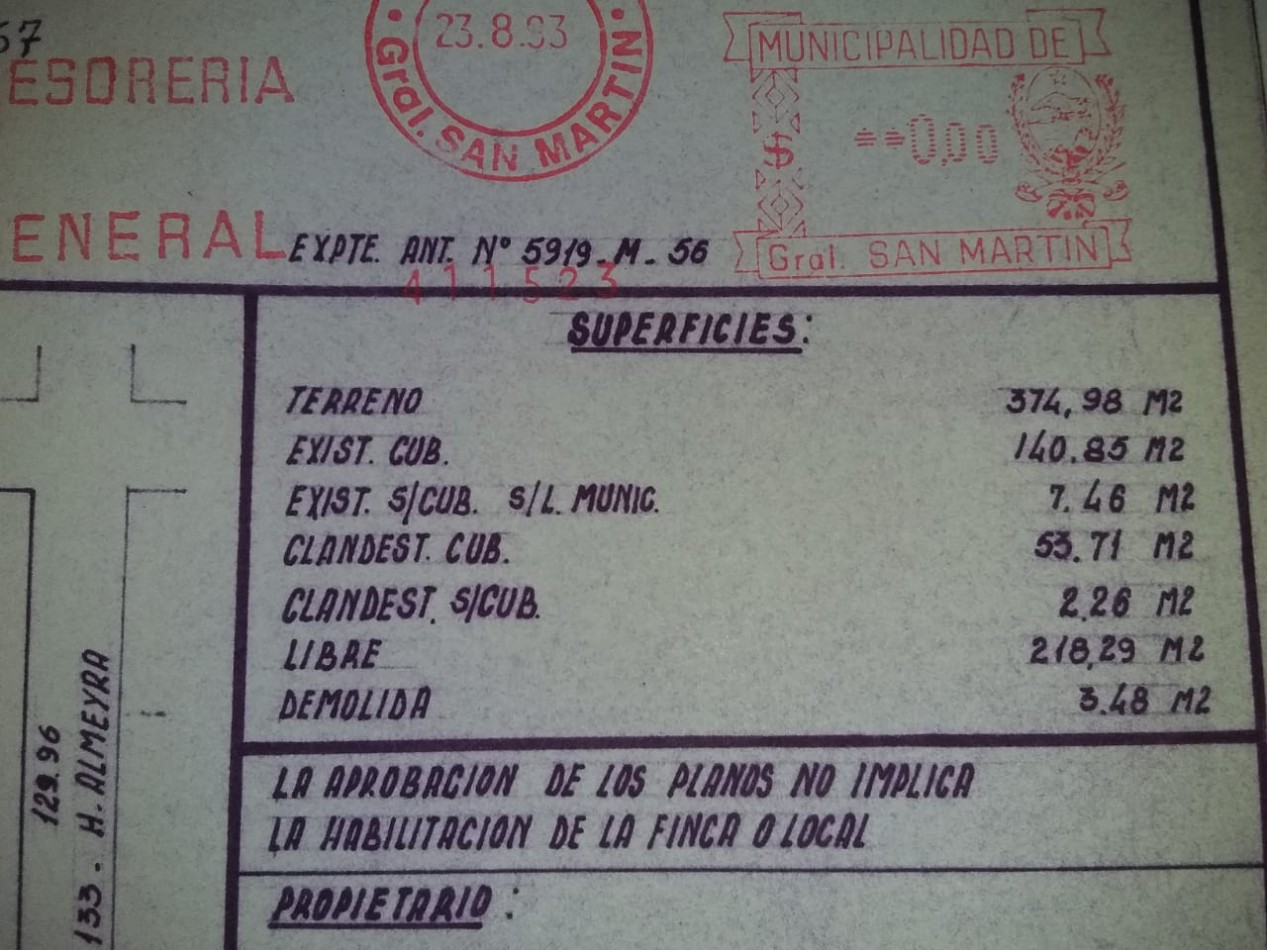 57
23.8.93
MUNICIPALIDAD DE
ESORERIA
$ 0,00
Gral. SAN MARTIN
ENERAL
EXPTE. ANT. Nº 5919-M-56
Gral. SAN MARTIN
411523
SUPERFICIES:
TERRENO 374,98 M2
EXIST. CUB. 140.85 M2
EXIST. S/CUB. S/L. MUNIC. 7.46 M2
CLANDEST. CUB. 53.71 M2
CLANDEST. S/CUB. 2,26 M2
LIBRE 218,29 M2
DEMOLIDA 3.48 M2
129.96
133 - H. ALMEYRA
LA APROBACION DE LOS PLANOS NO IMPLICA
LA HABILITACION DE LA FINCA O LOCAL
PROPIETARIO :